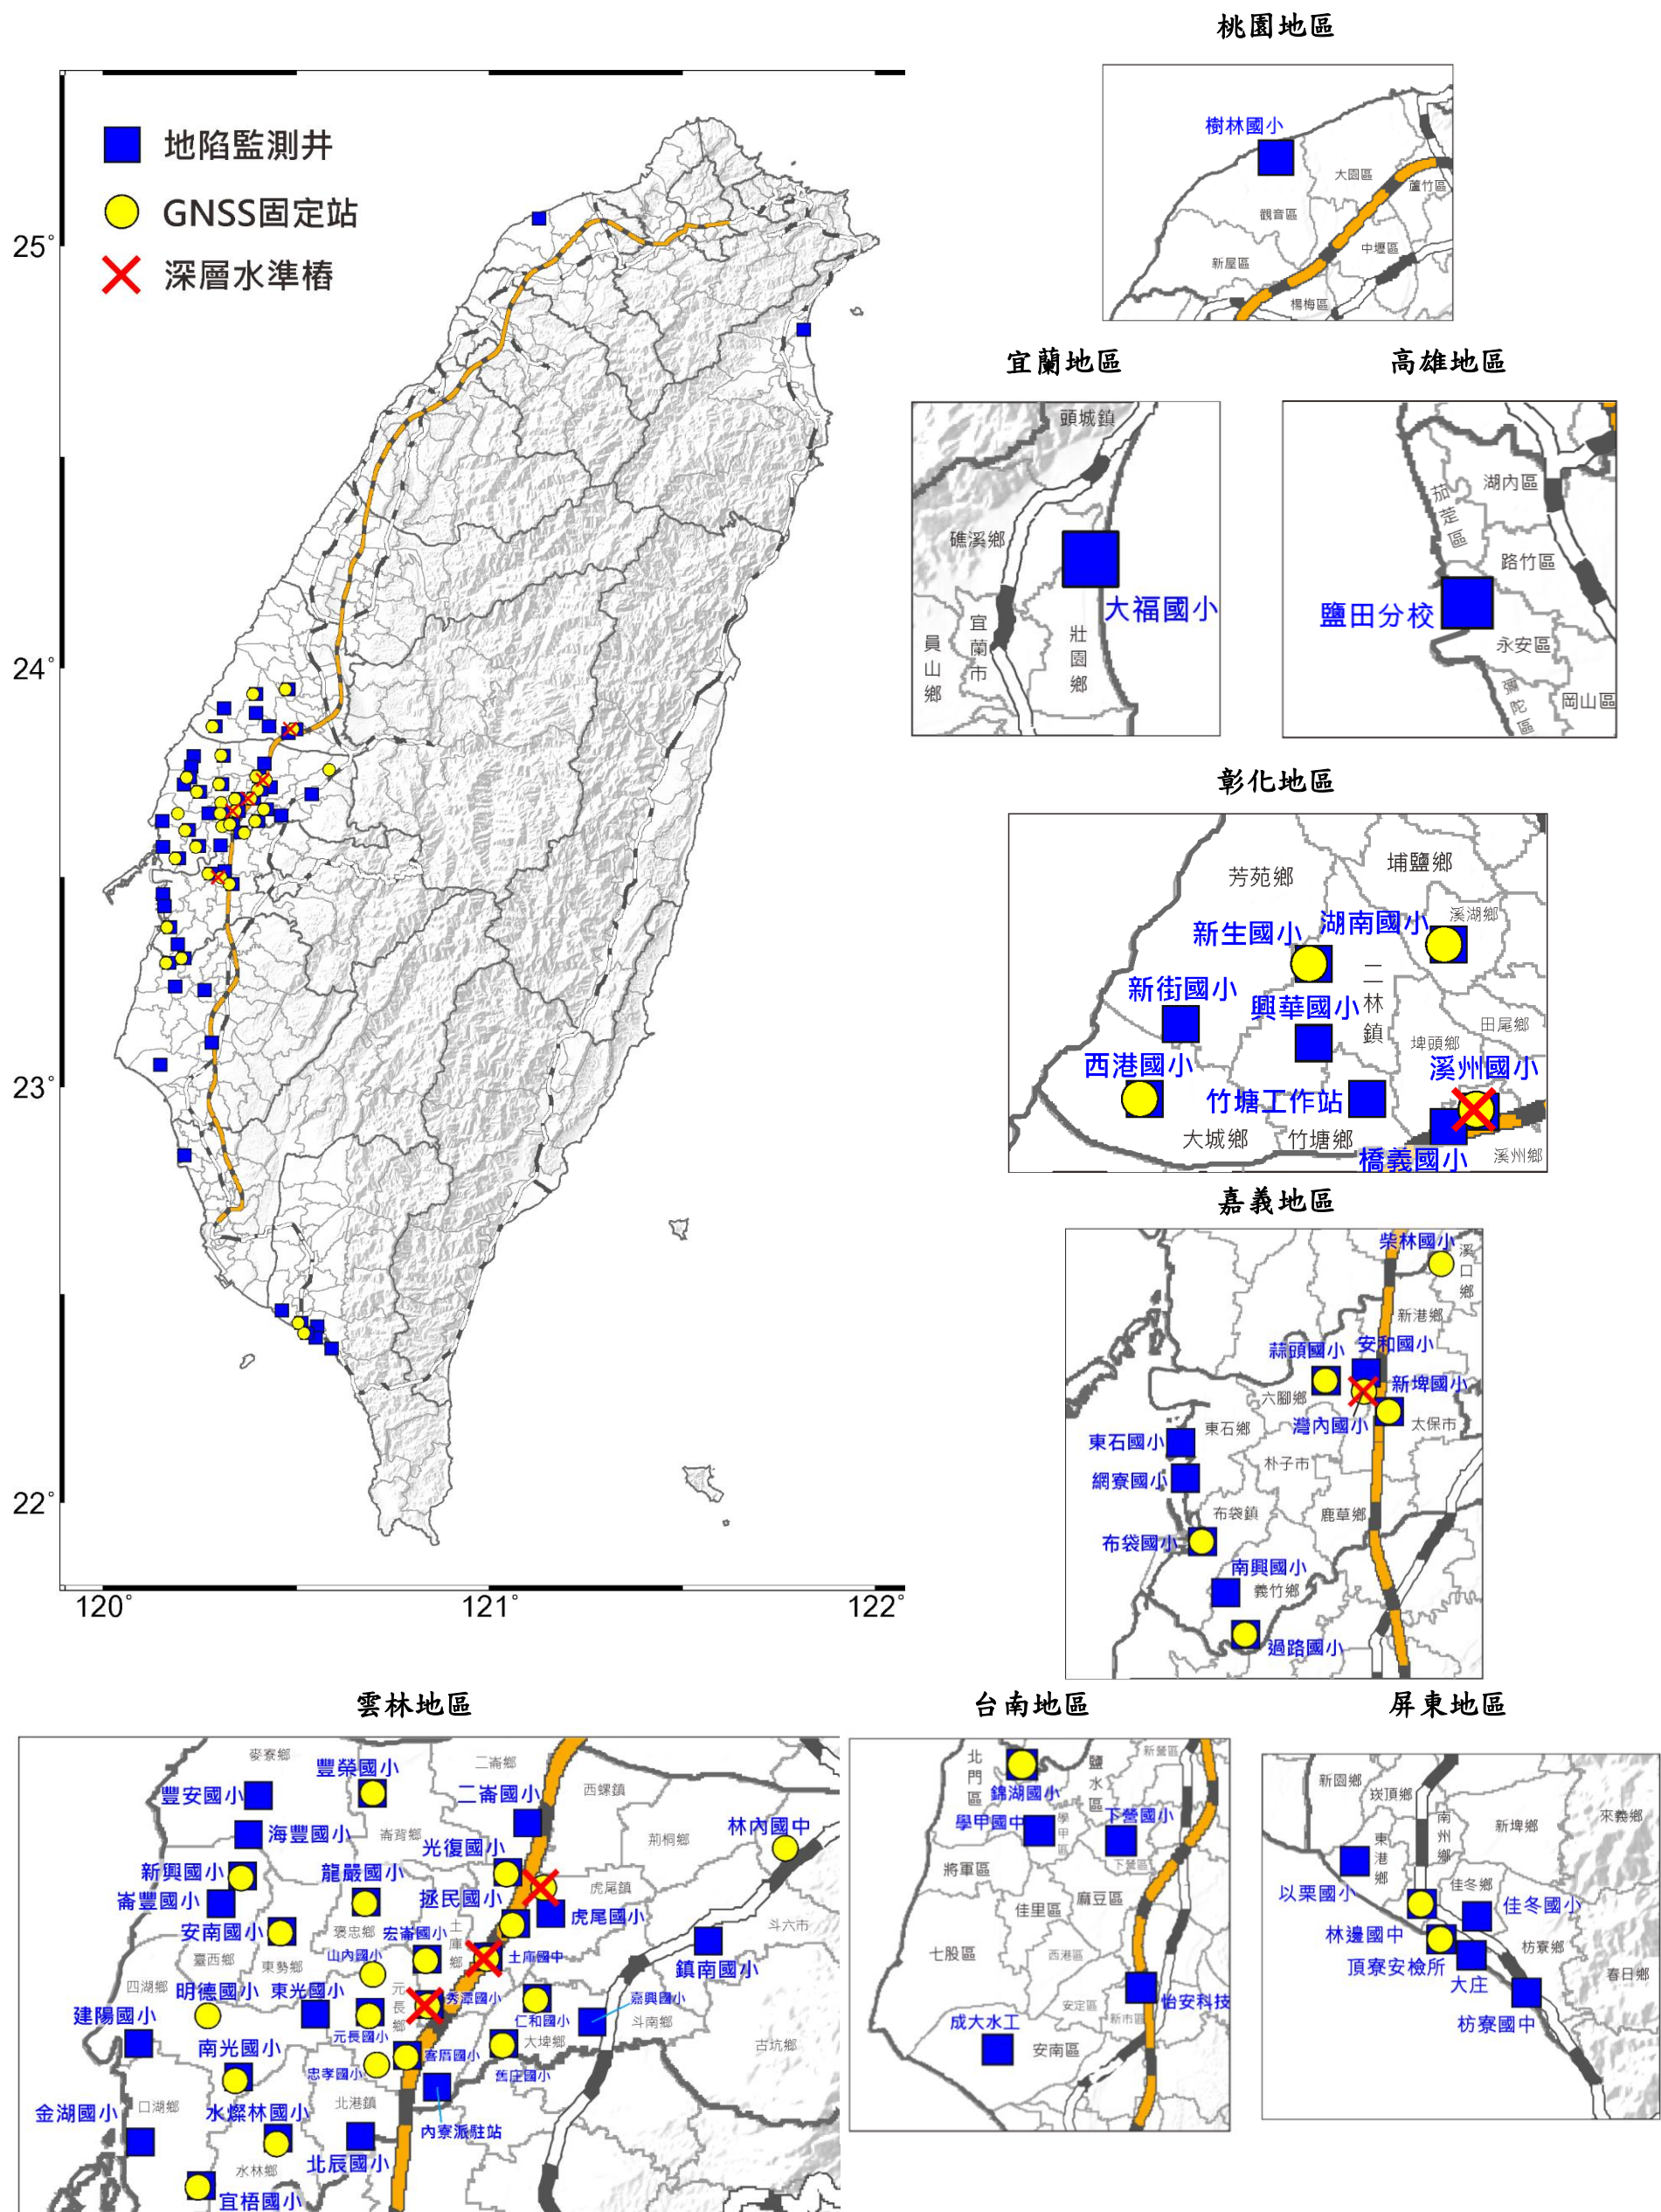 地陷監測井
GNSS固定站
深層水準樁
25°
24°
23°
22°
120°
121°
122°
桃園地區
樹林國小
大園區
蘆竹區
觀音區
中壢區
新屋區
楊梅區
宜蘭地區
頭城鎮
礁溪鄉
大福國小
宜蘭市
壯圍鄉
員山鄉
高雄地區
湖內區
茄萣區
路竹區
鹽田分校
永安區
彌陀區
岡山區
彰化地區
芳苑鄉
埔鹽鄉
溪湖鄉
新生國小
湖南國小
二林鎮
新街國小
興華國小
田尾鄉
埤頭鄉
西港國小
溪州國小
竹塘工作站
大城鄉
竹塘鄉
橋義國小
溪州鄉
嘉義地區
柴林國小
溪口鄉
新港鄉
安和國小
蒜頭國小
新埤國小
六腳鄉
灣內國小
太保市
東石鄉
東石國小
朴子市
網寮國小
布袋鎮
鹿草鄉
布袋國小
南興國小
義竹鄉
過路國小
雲林地區
麥寮鄉
二崙鄉
豐榮國小
西螺鎮
豐安國小
二崙國小
海豐國小
崙背鄉
光復國小
莿桐鄉
林內國中
新興國小
龍嚴國小
虎尾鎮
崙豐國小
拯民國小
虎尾國小
安南國小
褒忠鄉
宏崙國小
土庫鄉
斗六市
臺西鄉
東勢鄉
山內國小
土庙國中
鎮南國小
四湖鄉
明德國小
東光國小
元長鄉
秀潭國小
嘉興國小
建陽國小
元長國小
仁和國小
斗南鄉
南光國小
客厝國小
大埤鄉
古坑鄉
忠孝國小
舊庄國小
金湖國小
口湖鄉
水燦林國小
北港鎮
內寮派駐站
北辰國小
水林鄉
宜梧國小
台南地區
北門區
鹽水區
新營區
錦湖國小
學甲國中
學甲區
下營國小
將軍區
下營區
麻豆區
佳里區
七股區
西港區
怡安科技
安定區
新市區
成大水工
安南區
屏東地區
新園鄉
崁頂鄉
南州鄉
新埤鄉
來義鄉
東港鄉
以栗國小
佳冬鄉
佳冬國小
林邊國中
枋寮鄉
頂寮安檢所
大庄
春日鄉
枋寮國中